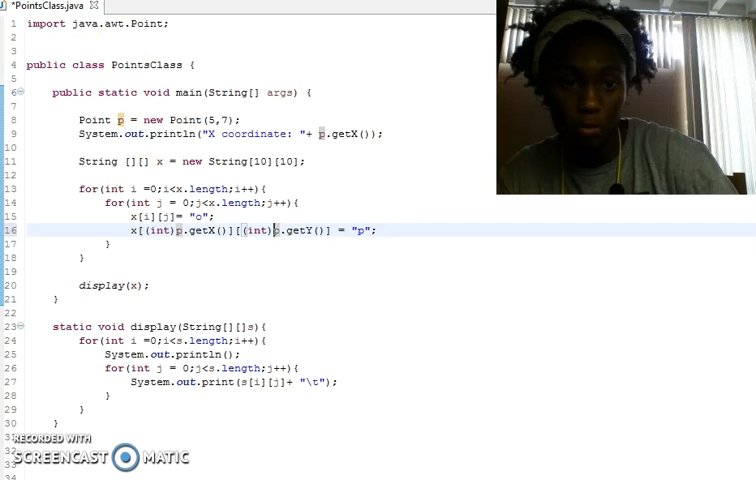 *PointsClass.java
1 import java.awt.Point;
2
3
4 public class PointsClass {
5
6 public static void main(String[] args) {
7
8 Point p = new Point(5,7);
9 System.out.println("X coordinate: "+ p.getX());
10
11 String [][] x = new String[10][10];
12
13 for(int i =0;i<x.length;i++){
14 for(int j = 0;j<x.length;j++){
15 x[i][j]= "o";
16 x[(int)p.getX()][(int)p.getY()] = "p";
17 }
18 }
19
20 display(x);
21 }
22
23 static void display(String[][]s){
24 for(int i =0;i<s.length;i++){
25 System.out.println();
26 for(int j = 0;j<s.length;j++){
27 System.out.print(s[i][j]+ "\t");
28 }
29 }
30 }
31
RECORDED WITH
32
SCREENCAST MATIC
33
34